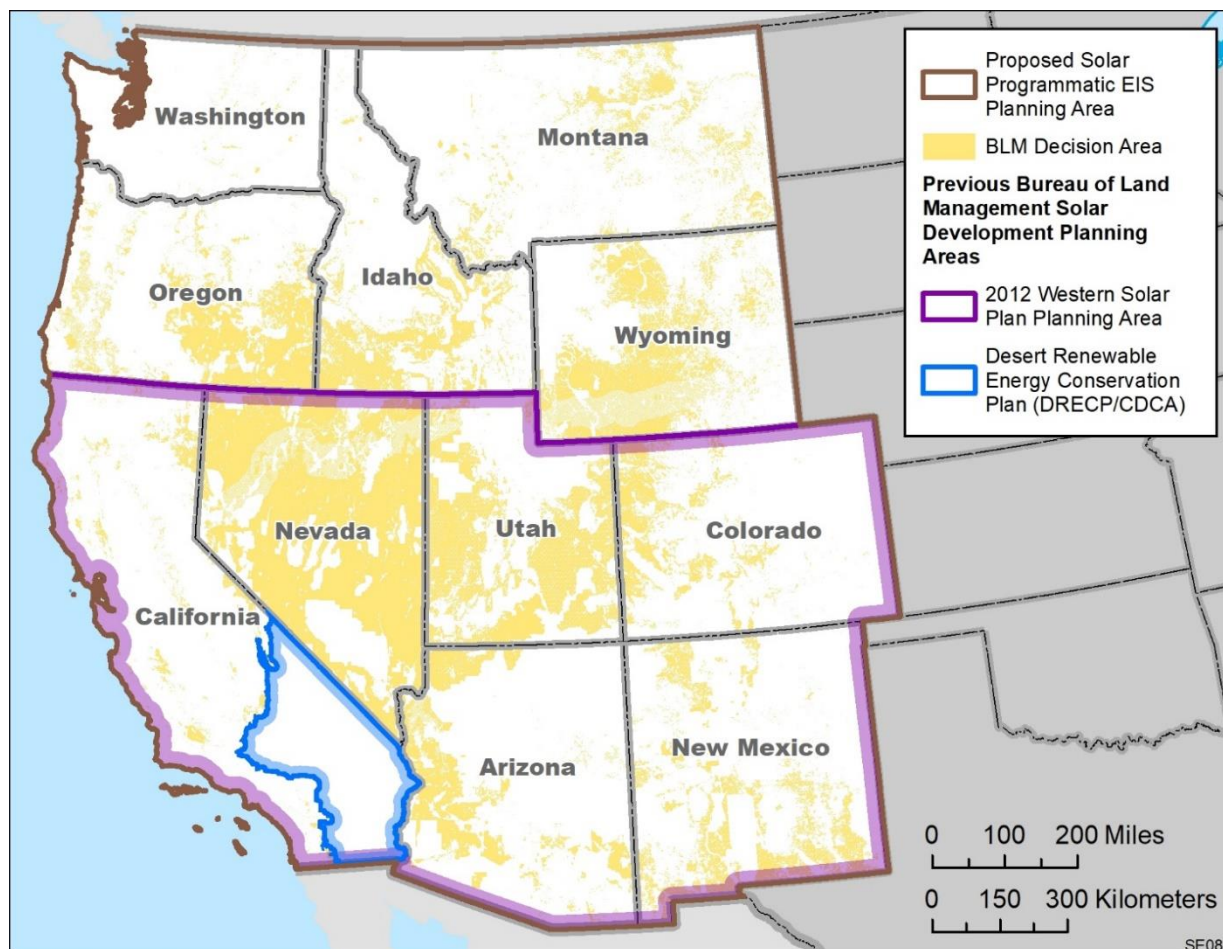 Washington
Montana
Oregon
Idaho
Wyoming
Nevada
Utah
Colorado
California
Arizona
New Mexico
Proposed Solar
Programmatic EIS
Planning Area
BLM Decision Area
Previous Bureau of Land
Management Solar
Development Planning
Areas
2012 Western Solar
Plan Planning Area
Desert Renewable
Energy Conservation
Plan (DRECP/CDCA)
0 100 200 Miles
0 150 300 Kilometers